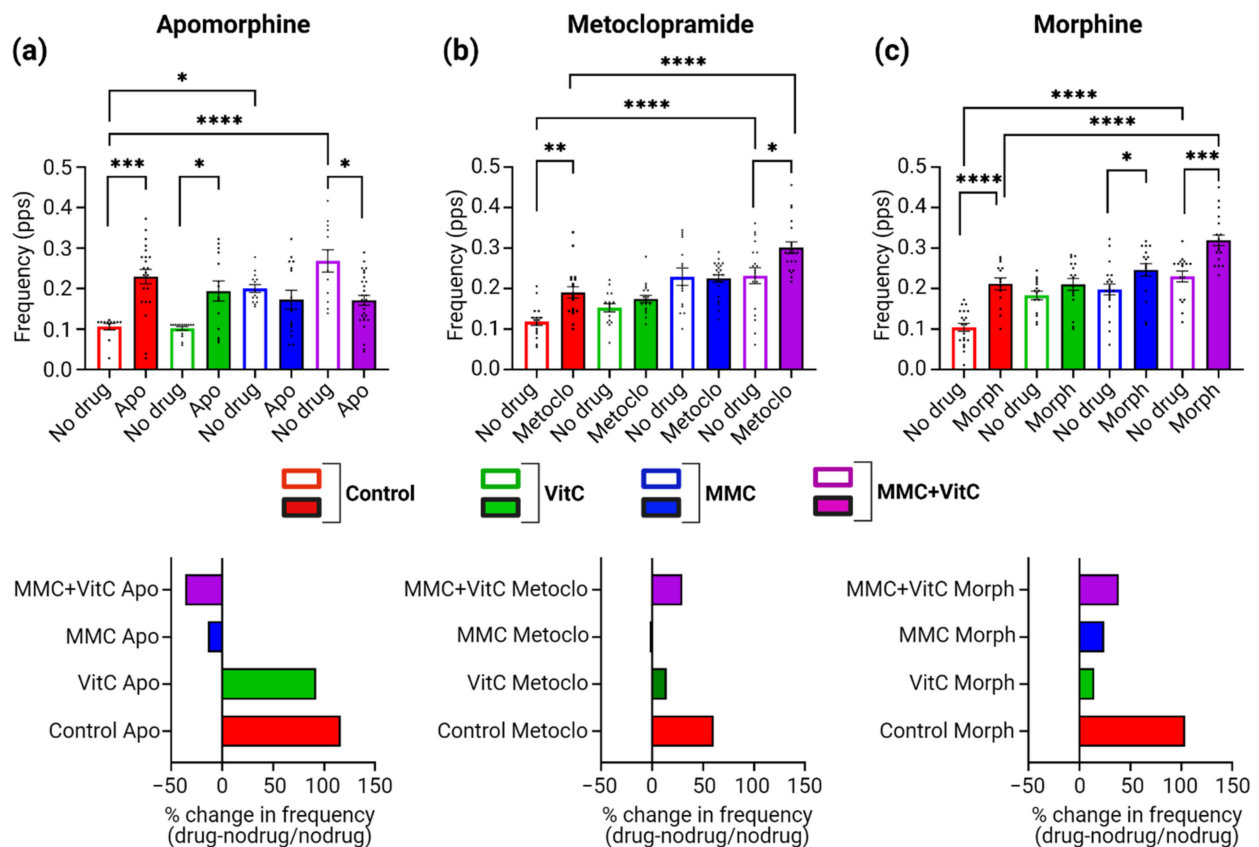 Apomorphine
Metoclopramide
Morphine
(a)
(b)
(c)
*
****
***
*
*
****
****
**
*
****
****
****
*
***
Frequency (pps)
0.5
0.4
0.3
0.2
0.1
0.0
No drug
Apo
No drug
Apo
No drug
Apo
No drug
Apo
Frequency (pps)
0.5
0.4
0.3
0.2
0.1
0.0
No drug
Metoclo
No drug
Metoclo
No drug
Metoclo
No drug
Metoclo
Frequency (pps)
0.5
0.4
0.3
0.2
0.1
0.0
No drug
Morph
No drug
Morph
No drug
Morph
No drug
Morph
Control
VitC
MMC
MMC+VitC
MMC+VitC Apo
MMC Apo
VitC Apo
Control Apo
−50 0 50 100 150
% change in frequency
(drug-nodrug/nodrug)
MMC+VitC Metoclo
MMC Metoclo
VitC Metoclo
Control Metoclo
−50 0 50 100 150
% change in frequency
(drug-nodrug/nodrug)
MMC+VitC Morph
MMC Morph
VitC Morph
Control Morph
−50 0 50 100 150
% change in frequency
(drug-nodrug/nodrug)